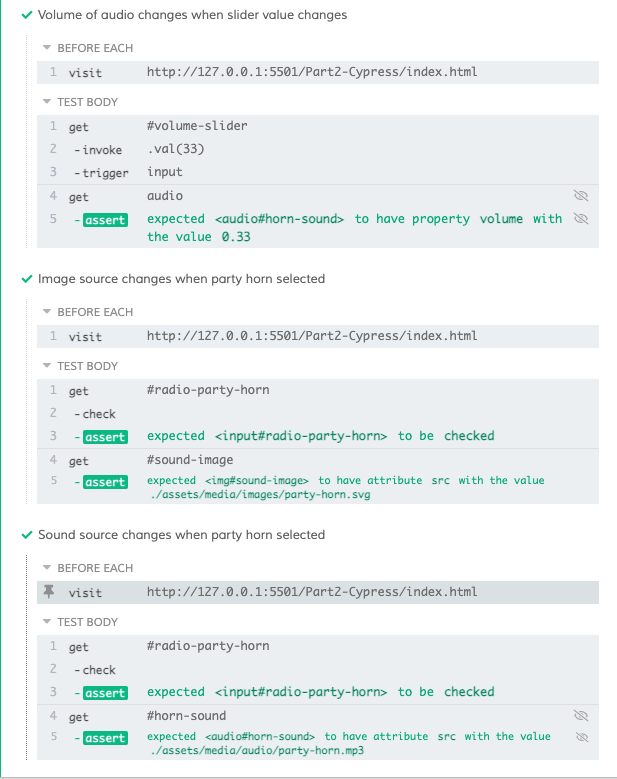 Volume of audio changes when slider value changes
BEFORE EACH
1 visit http://127.0.0.1:5501/Part2-Cypress/index.html
TEST BODY
1 get #volume-slider
2 -invoke .val(33)
3 -trigger input
4 get audio
5 -assert expected <audio#horn-sound> to have property volume with
the value 0.33
Image source changes when party horn selected
BEFORE EACH
1 visit http://127.0.0.1:5501/Part2-Cypress/index.html
TEST BODY
1 get #radio-party-horn
2 -check
3 -assert expected <input#radio-party-horn> to be checked
4 get #sound-image
5 -assert expected <img#sound-image> to have attribute src with the value
./assets/media/images/party-horn.svg
Sound source changes when party horn selected
BEFORE EACH
visit http://127.0.0.1:5501/Part2-Cypress/index.html
TEST BODY
1 get #radio-party-horn
2 -check
3 -assert expected <input#radio-party-horn> to be checked
4 get #horn-sound
5 -assert expected <audio#horn-sound> to have attribute src with the value
./assets/media/audio/party-horn.mp3